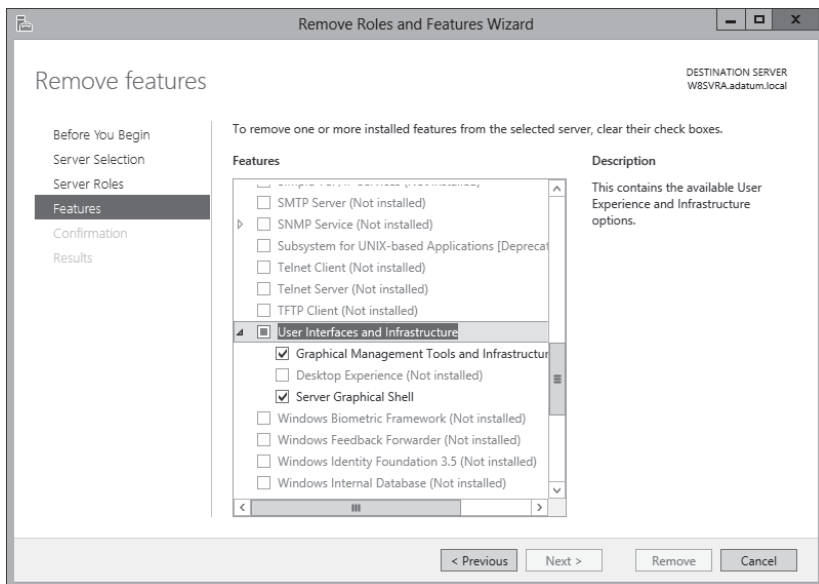 Remove Roles and Features Wizard
Remove features
DESTINATION SERVER
W8SVRA.adatum.local
Before You Begin
Server Selection
Server Roles
Features
Confirmation
Results
To remove one or more installed features from the selected server, clear their check boxes.
Features
SMTP Server (Not installed)
SNMP Service (Not installed)
Subsystem for UNIX-based Applications [Deprecat
Telnet Client (Not installed)
Telnet Server (Not installed)
TFTP Client (Not installed)
User Interfaces and Infrastructure
Graphical Management Tools and Infrastructur
Desktop Experience (Not installed)
Server Graphical Shell
Windows Biometric Framework (Not installed)
Windows Feedback Forwarder (Not installed)
Windows Identity Foundation 3.5 (Not installed)
Windows Internal Database (Not installed)
Description
This contains the available User
Experience and Infrastructure
options.
< Previous
Next >
Remove
Cancel